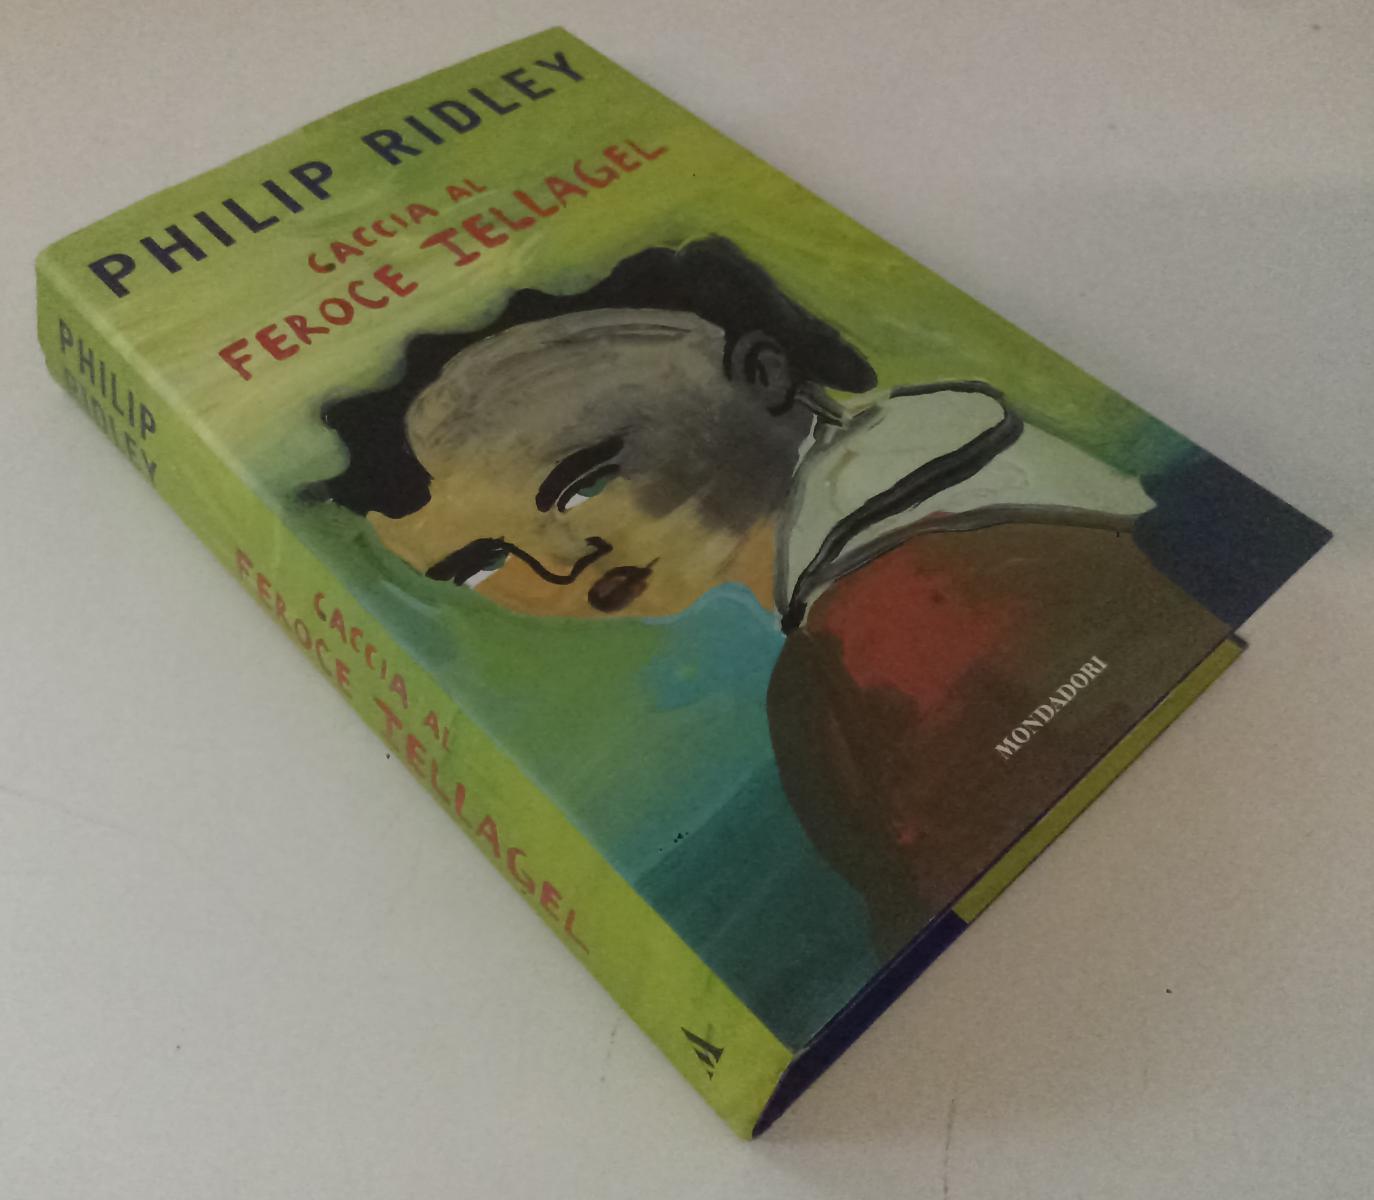 PHILIP RIDLEY
CACCIA AL
FEROCE TELLAGEL
MONDADORI
PHILIP
RIDLEY
CACCIA AL
FEROCE TELLAGEL
M